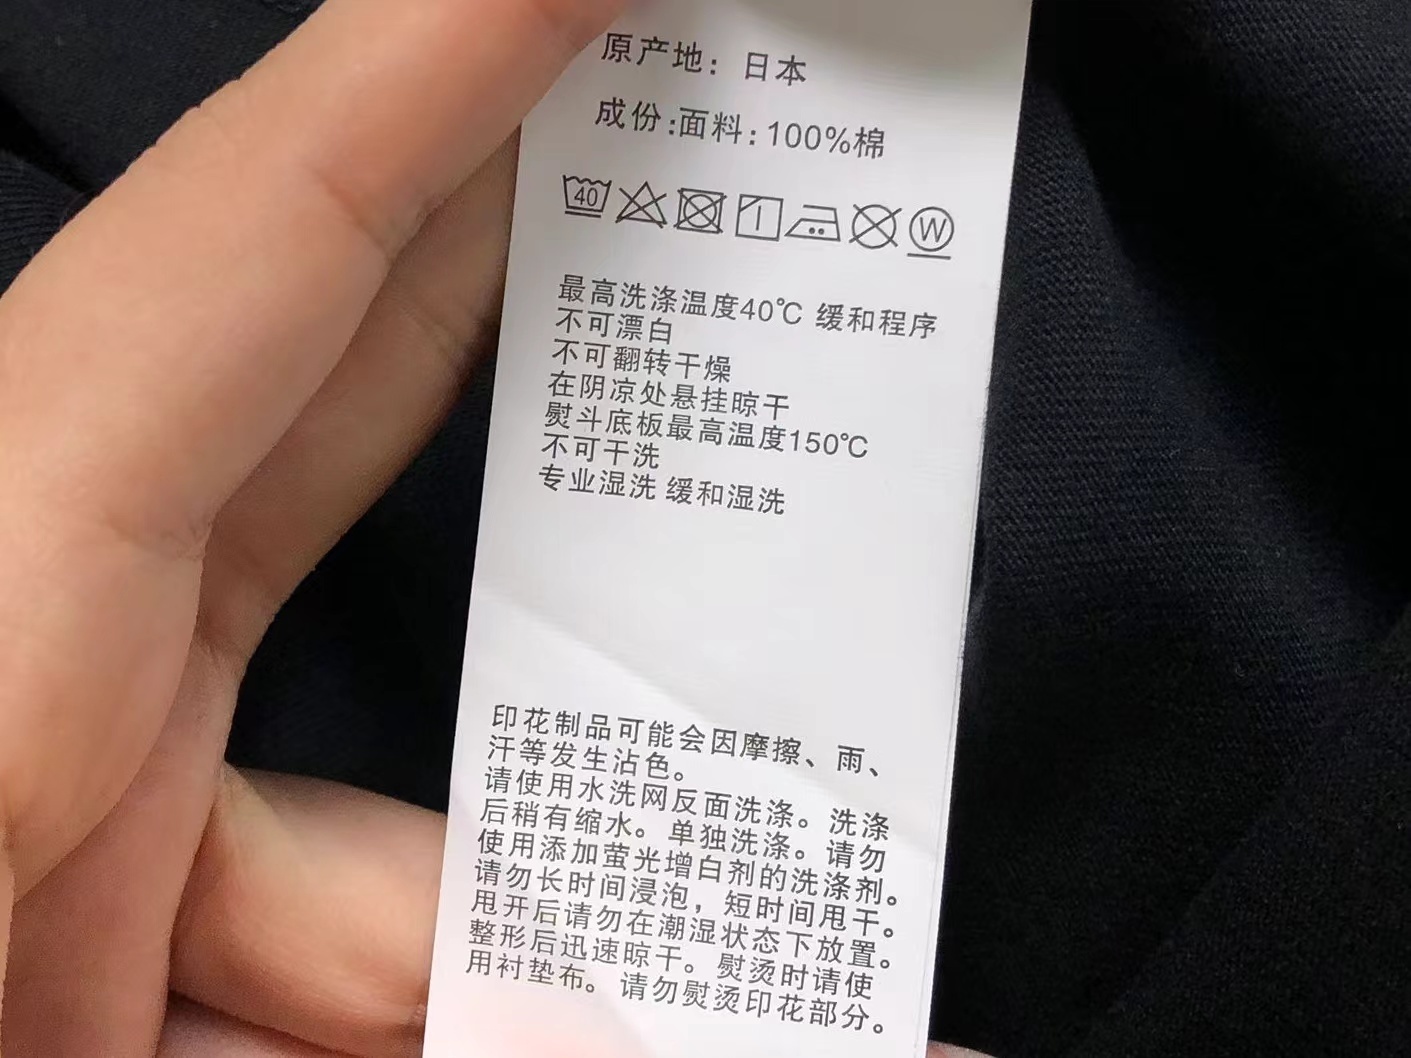 原产地：日本
成份:面料：100%棉
40 W
最高洗涤温度40℃ 缓和程序
不可漂白
不可翻转干燥
在阴凉处悬挂晾干
熨斗底板最高温度150℃
不可干洗
专业湿洗 缓和湿洗
印花制品可能会因摩擦、雨、
汗等发生沾色。
请使用水洗网反面洗涤。洗涤
后稍有缩水。单独洗涤。请勿
使用添加萤光增白剂的洗涤剂。
请勿长时间浸泡，短时间甩干。
甩开后请勿在潮湿状态下放置。
整形后迅速晾干。熨烫时请使
用衬垫布。请勿熨烫印花部分。